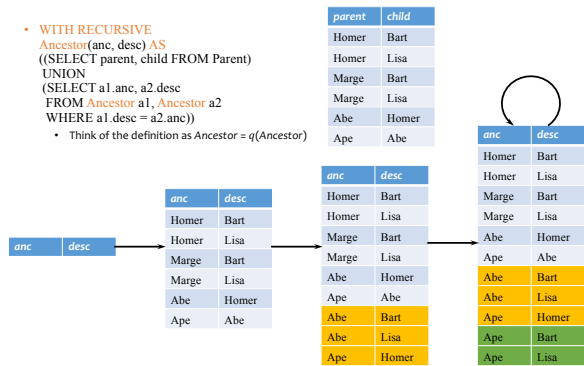 • WITH RECURSIVE
Ancestor(anc, desc) AS
((SELECT parent, child FROM Parent)
UNION
(SELECT a1.anc, a2.desc
FROM Ancestor a1, Ancestor a2
WHERE a1.desc = a2.anc))
• Think of the definition as Ancestor = q(Ancestor)
parent child
Homer Bart
Homer Lisa
Marge Bart
Marge Lisa
Abe Homer
Ape Abe
anc desc
anc desc
Homer Bart
Homer Lisa
Marge Bart
Marge Lisa
Abe Homer
Ape Abe
anc desc
Homer Bart
Homer Lisa
Marge Bart
Marge Lisa
Abe Homer
Ape Abe
Abe Bart
Abe Lisa
Ape Homer
anc desc
Homer Bart
Homer Lisa
Marge Bart
Marge Lisa
Abe Homer
Ape Abe
Abe Bart
Abe Lisa
Ape Homer
Ape Bart
Ape Lisa